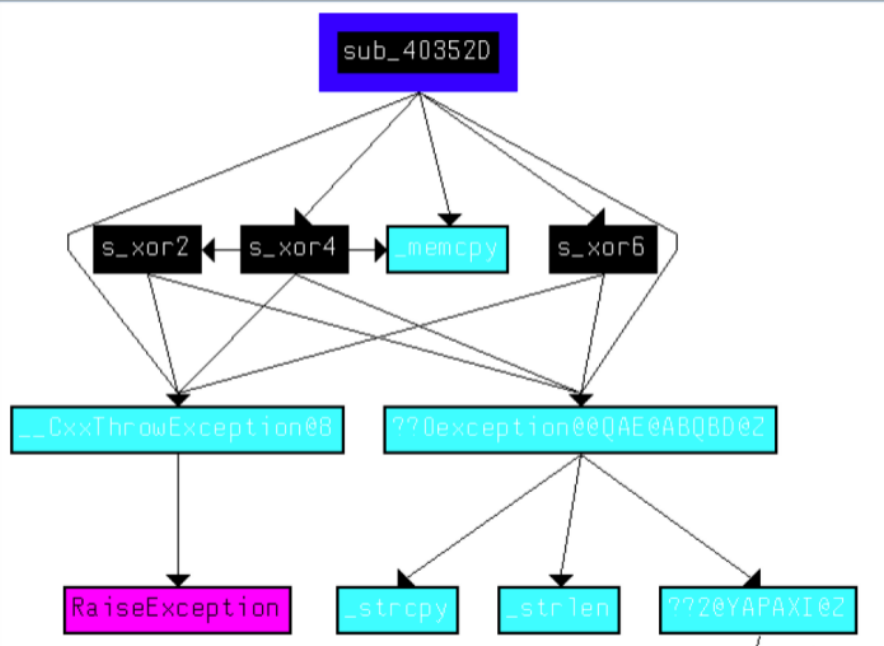 sub_40352D
s_xor2
s_xor4
_memcpy
s_xor6
__CxxThrowException@8
??0exception@@QAE@ABQBD@Z
RaiseException
_strcpy
_strlen
??2@YAPAXI@Z